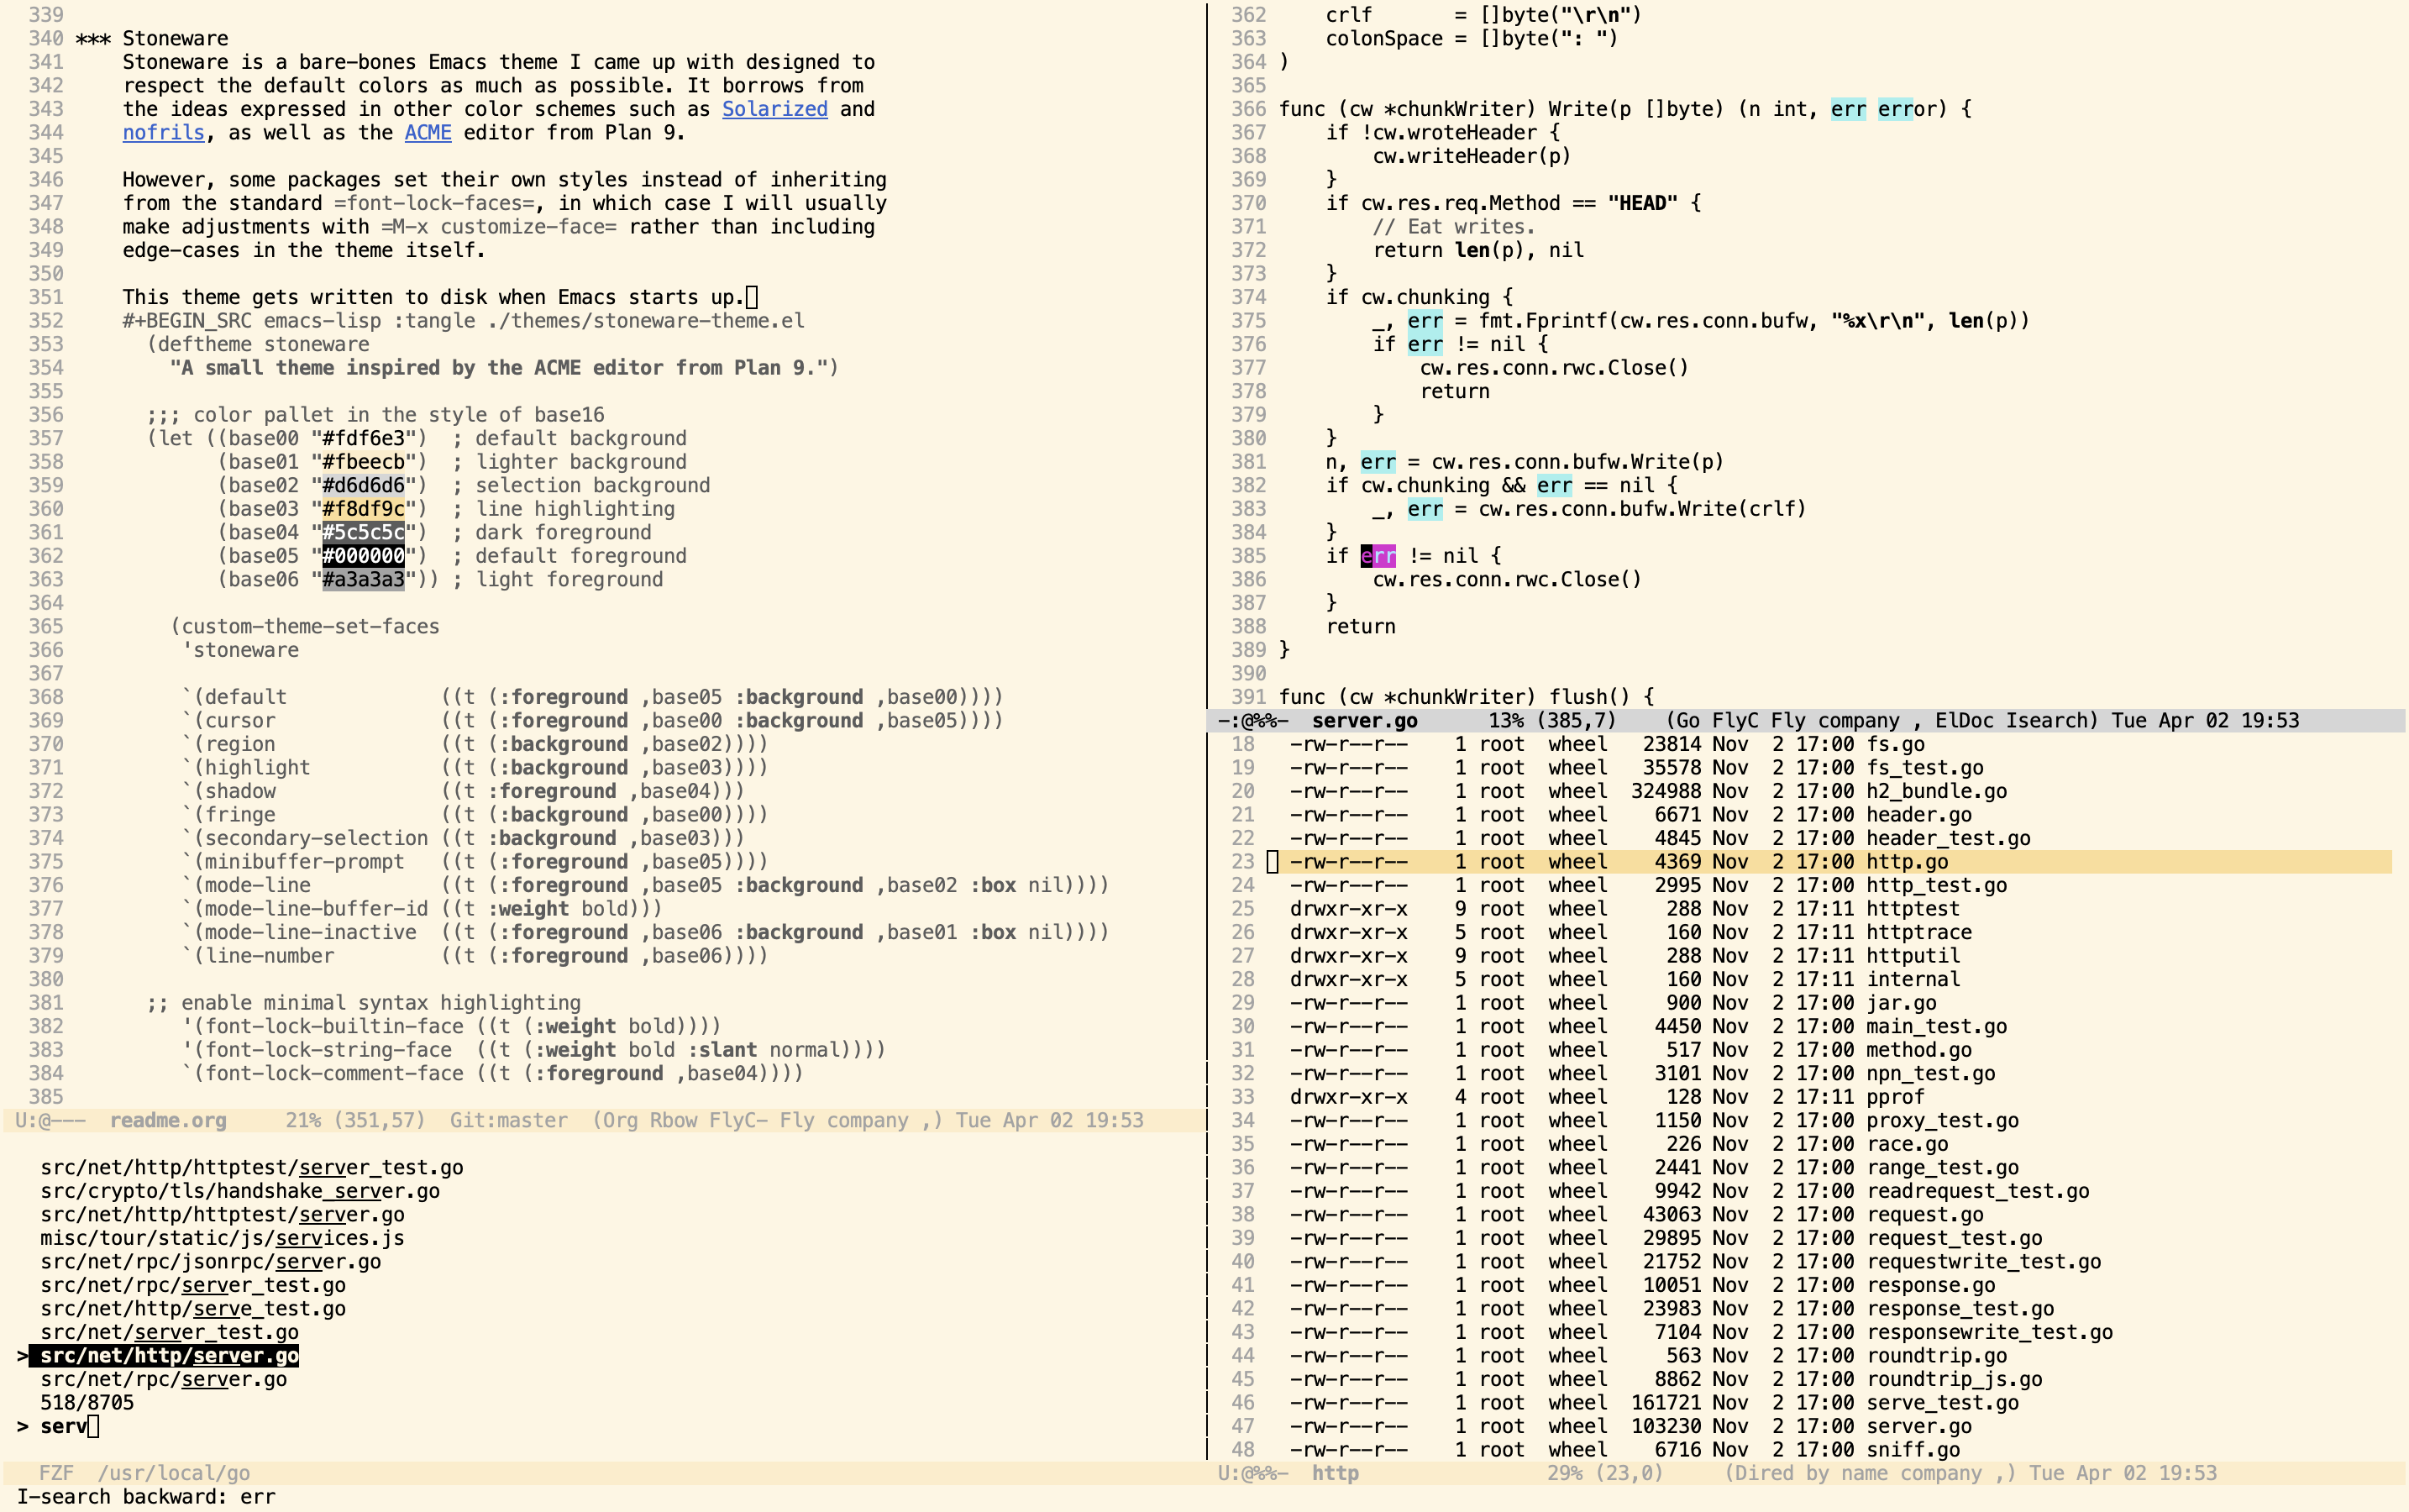 339
340 *** Stoneware
341     Stoneware is a bare-bones Emacs theme I came up with designed to
342     respect the default colors as much as possible. It borrows from
343     the ideas expressed in other color schemes such as Solarized and
344     nofrils, as well as the ACME editor from Plan 9.
345
346     However, some packages set their own styles instead of inheriting
347     from the standard =font-lock-faces=, in which case I will usually
348     make adjustments with =M-x customize-face= rather than including
349     edge-cases in the theme itself.
350
351     This theme gets written to disk when Emacs starts up.
352     #+BEGIN_SRC emacs-lisp :tangle ./themes/stoneware-theme.el
353       (deftheme stoneware
354         "A small theme inspired by the ACME editor from Plan 9.")
355
356       ;;; color pallet in the style of base16
357       (let ((base00 "#fdf6e3")  ; default background
358             (base01 "#fbeecb")  ; lighter background
359             (base02 "#d6d6d6")  ; selection background
360             (base03 "#f8df9c")  ; line highlighting
361             (base04 "#5c5c5c")  ; dark foreground
362             (base05 "#000000")  ; default foreground
363             (base06 "#a3a3a3")) ; light foreground
364
365         (custom-theme-set-faces
366          'stoneware
367
368          `(default             ((t (:foreground ,base05 :background ,base00))))
369          `(cursor              ((t (:foreground ,base00 :background ,base05))))
370          `(region              ((t (:background ,base02))))
371          `(highlight           ((t (:background ,base03))))
372          `(shadow              ((t :foreground ,base04)))
373          `(fringe              ((t (:background ,base00))))
374          `(secondary-selection ((t :background ,base03)))
375          `(minibuffer-prompt   ((t (:foreground ,base05))))
376          `(mode-line           ((t (:foreground ,base05 :background ,base02 :box nil))))
377          `(mode-line-buffer-id ((t :weight bold)))
378          `(mode-line-inactive  ((t (:foreground ,base06 :background ,base01 :box nil))))
379          `(line-number         ((t (:foreground ,base06))))
380
381       ;; enable minimal syntax highlighting
382          '(font-lock-builtin-face ((t (:weight bold))))
383          '(font-lock-string-face  ((t (:weight bold :slant normal))))
384          `(font-lock-comment-face ((t (:foreground ,base04))))
385
U:@---  readme.org     21% (351,57)  Git:master  (Org Rbow FlyC- Fly company ,) Tue Apr 02 19:53
src/net/http/httptest/server_test.go
src/crypto/tls/handshake_server.go
src/net/http/httptest/server.go
misc/tour/static/js/services.js
src/net/rpc/jsonrpc/server.go
src/net/rpc/server_test.go
src/net/http/serve_test.go
src/net/server_test.go
> src/net/http/server.go
src/net/rpc/server.go
518/8705
> serv
FZF  /usr/local/go
I-search backward: err
362     crlf       = []byte("\r\n")
363     colonSpace = []byte(": ")
364 )
365
366 func (cw *chunkWriter) Write(p []byte) (n int, err error) {
367     if !cw.wroteHeader {
368         cw.writeHeader(p)
369     }
370     if cw.res.req.Method == "HEAD" {
371         // Eat writes.
372         return len(p), nil
373     }
374     if cw.chunking {
375         _, err = fmt.Fprintf(cw.res.conn.bufw, "%x\r\n", len(p))
376         if err != nil {
377             cw.res.conn.rwc.Close()
378             return
379         }
380     }
381     n, err = cw.res.conn.bufw.Write(p)
382     if cw.chunking && err == nil {
383         _, err = cw.res.conn.bufw.Write(crlf)
384     }
385     if err != nil {
386         cw.res.conn.rwc.Close()
387     }
388     return
389 }
390
391 func (cw *chunkWriter) flush() {
-:@%%-  server.go      13% (385,7)    (Go FlyC Fly company , ElDoc Isearch) Tue Apr 02 19:53
18   -rw-r--r--    1 root  wheel   23814 Nov  2 17:00 fs.go
19   -rw-r--r--    1 root  wheel   35578 Nov  2 17:00 fs_test.go
20   -rw-r--r--    1 root  wheel  324988 Nov  2 17:00 h2_bundle.go
21   -rw-r--r--    1 root  wheel    6671 Nov  2 17:00 header.go
22   -rw-r--r--    1 root  wheel    4845 Nov  2 17:00 header_test.go
23   -rw-r--r--    1 root  wheel    4369 Nov  2 17:00 http.go
24   -rw-r--r--    1 root  wheel    2995 Nov  2 17:00 http_test.go
25   drwxr-xr-x    9 root  wheel     288 Nov  2 17:11 httptest
26   drwxr-xr-x    5 root  wheel     160 Nov  2 17:11 httptrace
27   drwxr-xr-x    9 root  wheel     288 Nov  2 17:11 httputil
28   drwxr-xr-x    5 root  wheel     160 Nov  2 17:11 internal
29   -rw-r--r--    1 root  wheel     900 Nov  2 17:00 jar.go
30   -rw-r--r--    1 root  wheel    4450 Nov  2 17:00 main_test.go
31   -rw-r--r--    1 root  wheel     517 Nov  2 17:00 method.go
32   -rw-r--r--    1 root  wheel    3101 Nov  2 17:00 npn_test.go
33   drwxr-xr-x    4 root  wheel     128 Nov  2 17:11 pprof
34   -rw-r--r--    1 root  wheel    1150 Nov  2 17:00 proxy_test.go
35   -rw-r--r--    1 root  wheel     226 Nov  2 17:00 race.go
36   -rw-r--r--    1 root  wheel    2441 Nov  2 17:00 range_test.go
37   -rw-r--r--    1 root  wheel    9942 Nov  2 17:00 readrequest_test.go
38   -rw-r--r--    1 root  wheel   43063 Nov  2 17:00 request.go
39   -rw-r--r--    1 root  wheel   29895 Nov  2 17:00 request_test.go
40   -rw-r--r--    1 root  wheel   21752 Nov  2 17:00 requestwrite_test.go
41   -rw-r--r--    1 root  wheel   10051 Nov  2 17:00 response.go
42   -rw-r--r--    1 root  wheel   23983 Nov  2 17:00 response_test.go
43   -rw-r--r--    1 root  wheel    7104 Nov  2 17:00 responsewrite_test.go
44   -rw-r--r--    1 root  wheel     563 Nov  2 17:00 roundtrip.go
45   -rw-r--r--    1 root  wheel    8862 Nov  2 17:00 roundtrip_js.go
46   -rw-r--r--    1 root  wheel  161721 Nov  2 17:00 serve_test.go
47   -rw-r--r--    1 root  wheel  103230 Nov  2 17:00 server.go
48   -rw-r--r--    1 root  wheel    6716 Nov  2 17:00 sniff.go
U:@%%-  http                29% (23,0)     (Dired by name company ,) Tue Apr 02 19:53